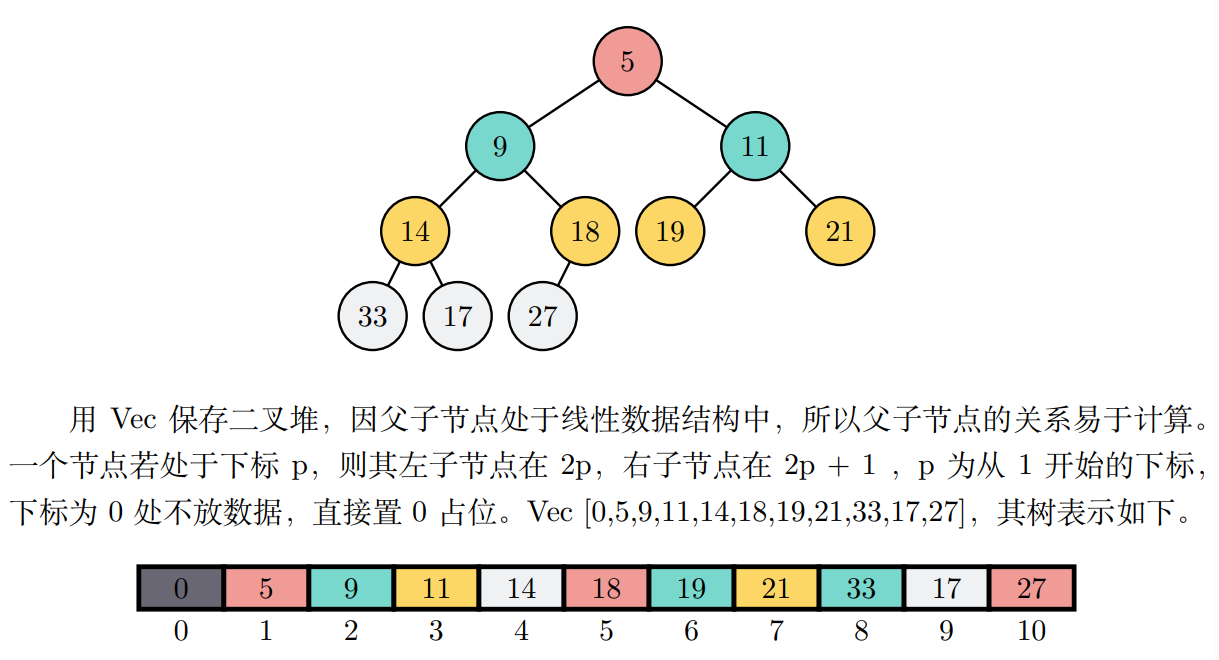 5
9 11
14 18 19 21
33 17 27
用 Vec 保存二叉堆，因父子节点处于线性数据结构中，所以父子节点的关系易于计算。
一个节点若处于下标 p，则其左子节点在 2p，右子节点在 2p + 1 ，p 为从 1 开始的下标，
下标为 0 处不放数据，直接置 0 占位。Vec [0,5,9,11,14,18,19,21,33,17,27]，其树表示如下。
0 5 9 11 14 18 19 21 33 17 27
0 1 2 3 4 5 6 7 8 9 10